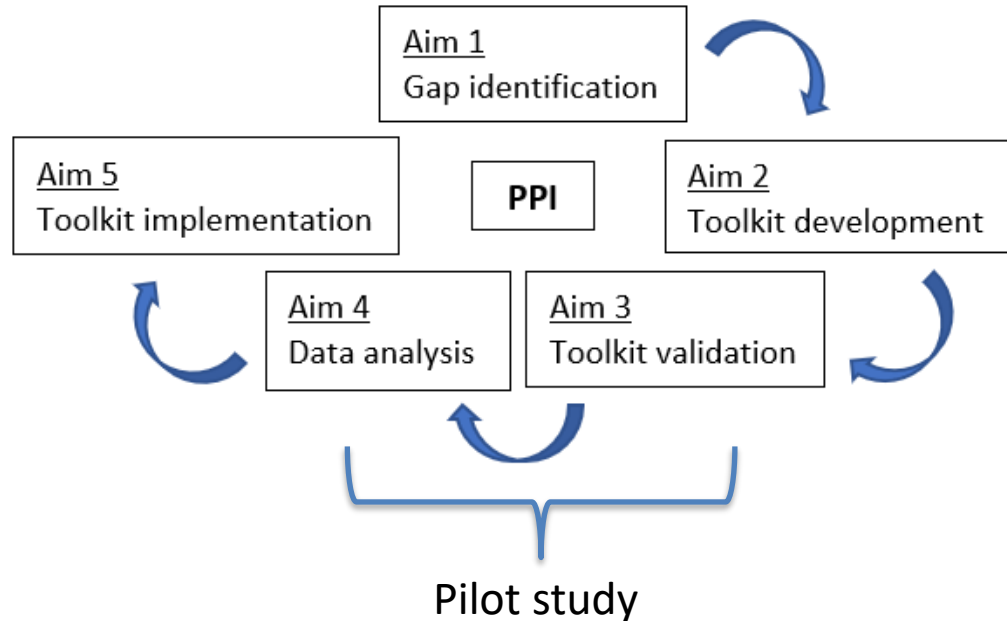 Aim 1
Gap identification
Aim 5
Toolkit implementation
PPI
Aim 2
Toolkit development
Aim 4
Data analysis
Aim 3
Toolkit validation
Pilot study